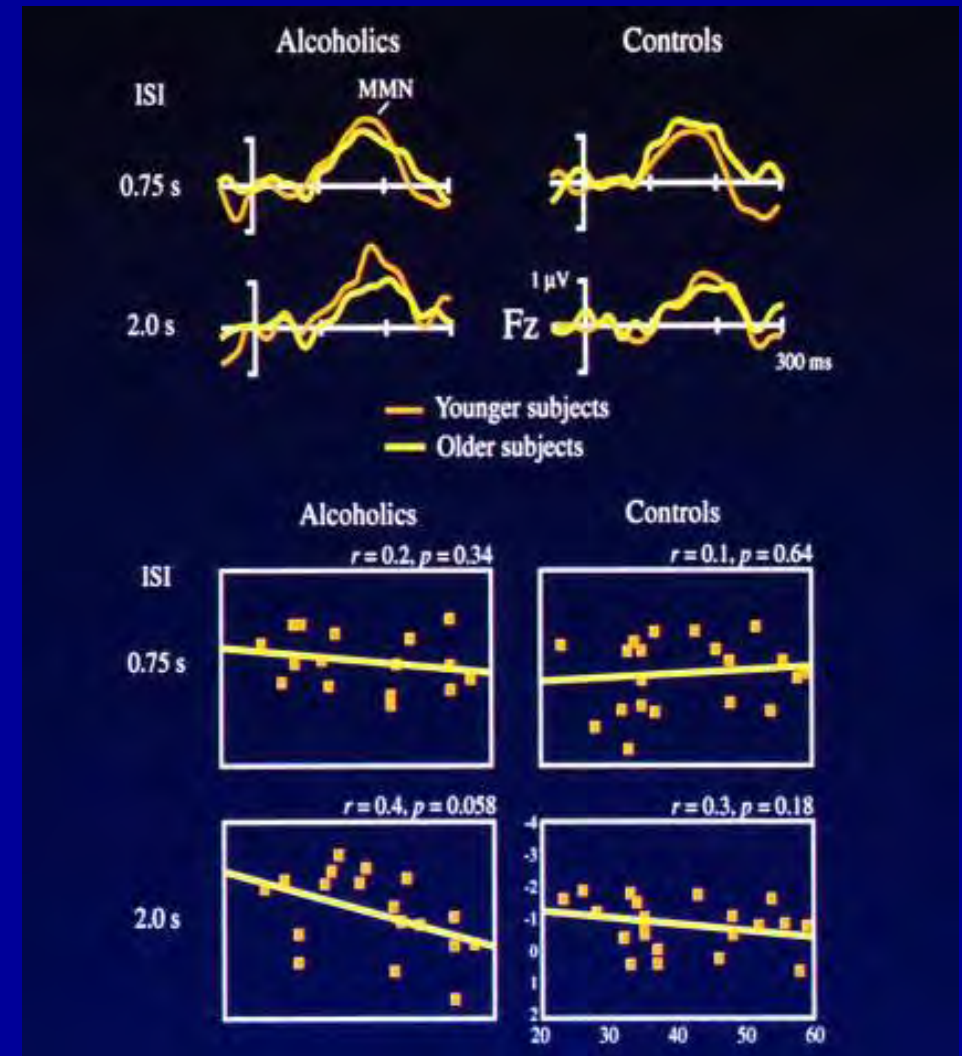 Alcoholics Controls
ISI
MMN
0.75 s
1 μV
2.0 s Fz
300 ms
Younger subjects
Older subjects
Alcoholics Controls
r = 0.2, p = 0.34 r = 0.1, p = 0.64
ISI
0.75 s
r = 0.4, p = 0.058 r = 0.3, p = 0.18
-4
-3
-2
2.0 s -1
0
1
2
20 30 40 50 60